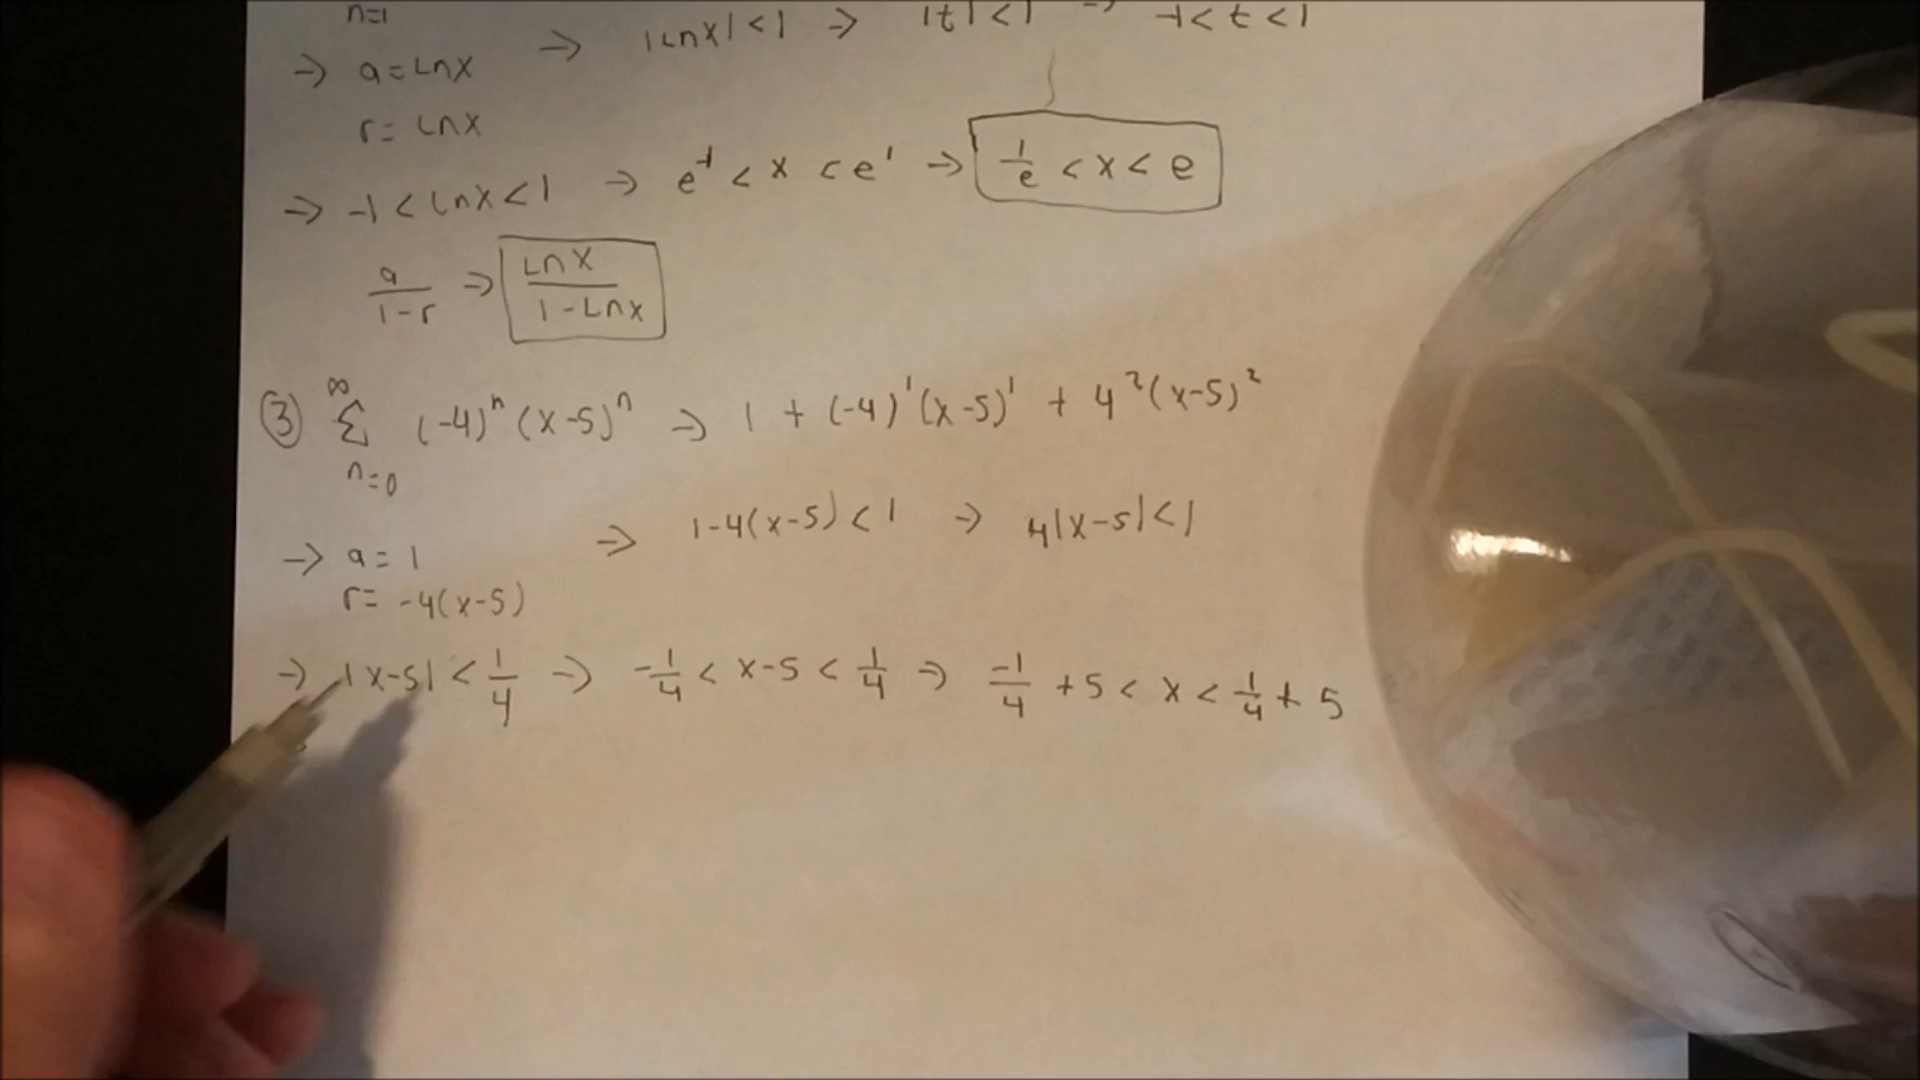 n=1
→ a = Ln x → |Ln x| < 1 → |t| < 1 → -1 < t < 1
r = Ln x
→ -1 < Ln x < 1 → e^-1 < x < e^1 → 1/e < x < e
a/(1-r) → Ln x/(1 - Ln x)
③ ∞ Σ n=0 (-4)^n (x-5)^n → 1 + (-4)^1 (x-5)^1 + 4^2 (x-5)^2
→ a = 1 → |-4(x-5)| < 1 → 4|x-5| < 1
r = -4(x-5)
→ |x-5| < 1/4 → -1/4 < x-5 < 1/4 → -1/4 + 5 < x < 1/4 + 5